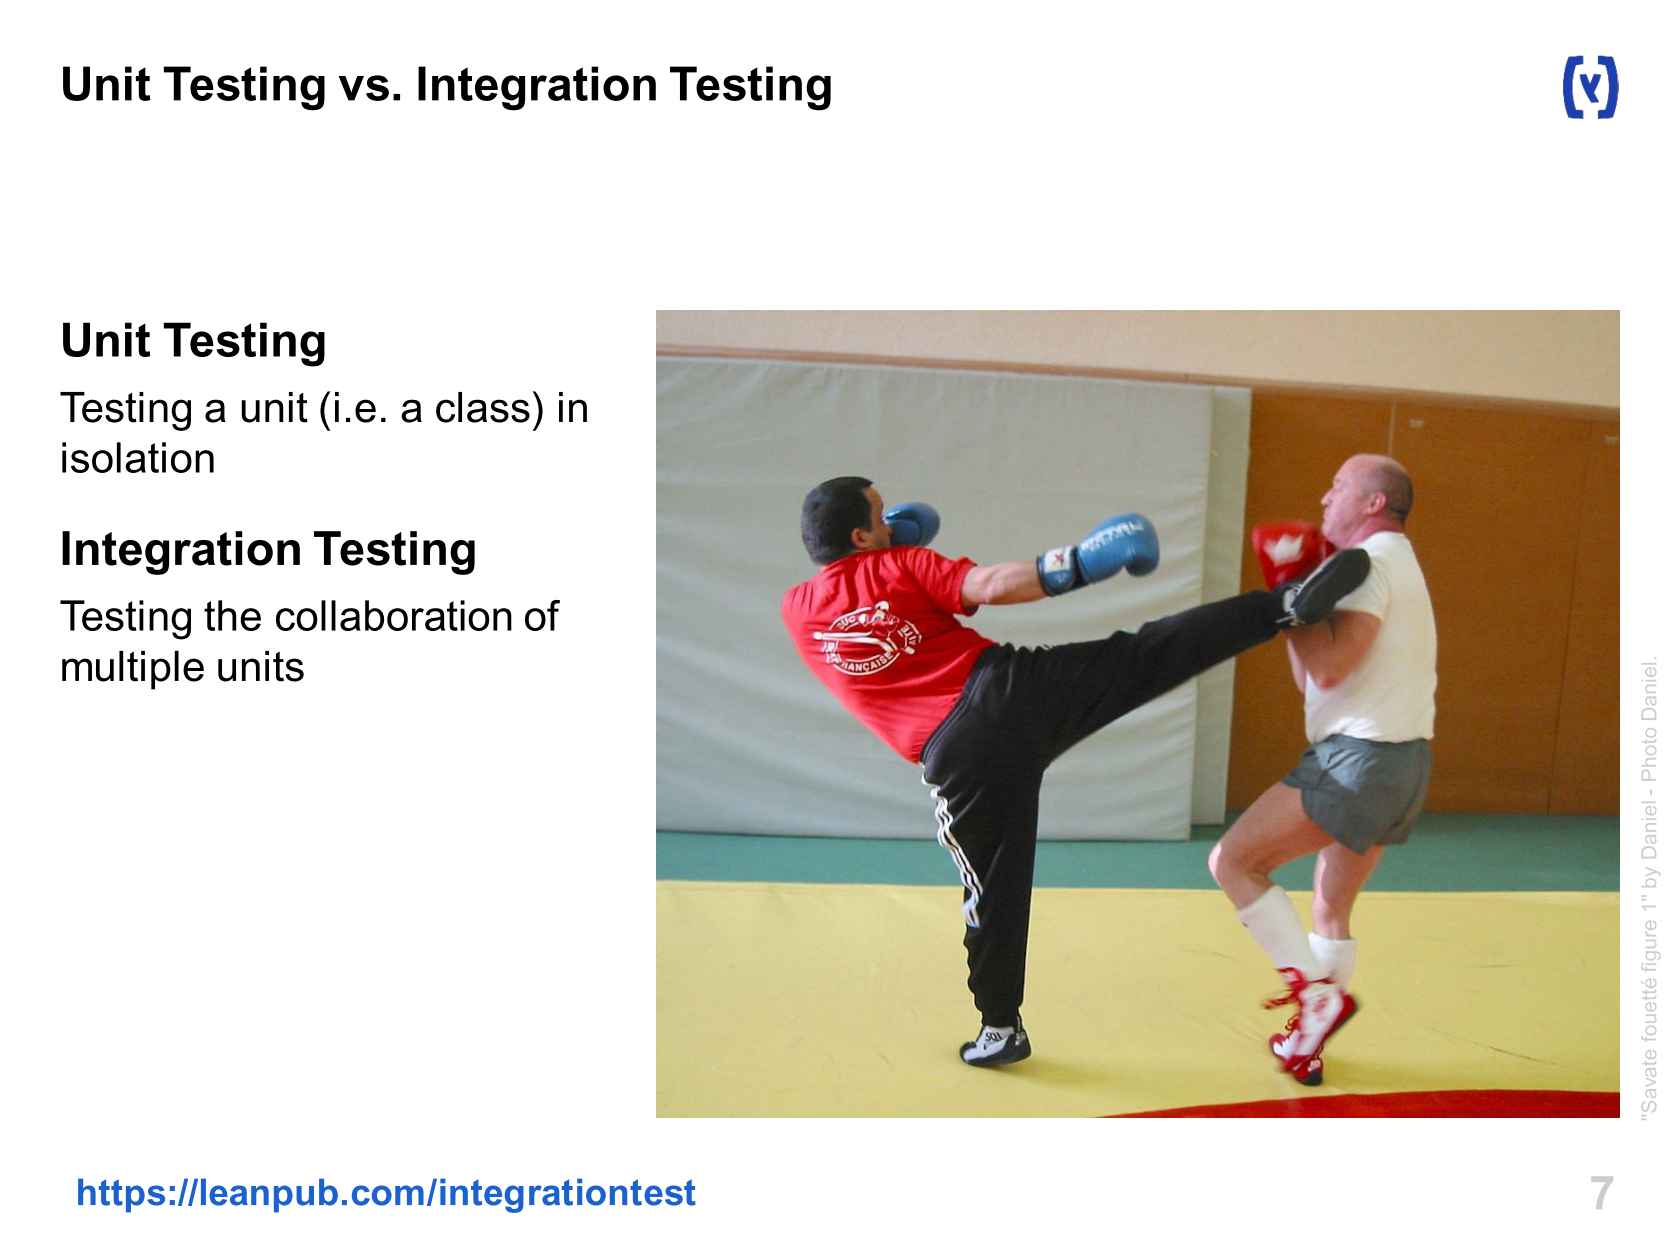 Unit Testing vs. Integration Testing
Unit Testing
Testing a unit (i.e. a class) in
isolation
Integration Testing
Testing the collaboration of
multiple units
FRANÇAISE
"Savate fouetté figure 1" by Daniel - Photo Daniel.
https://leanpub.com/integrationtest
7